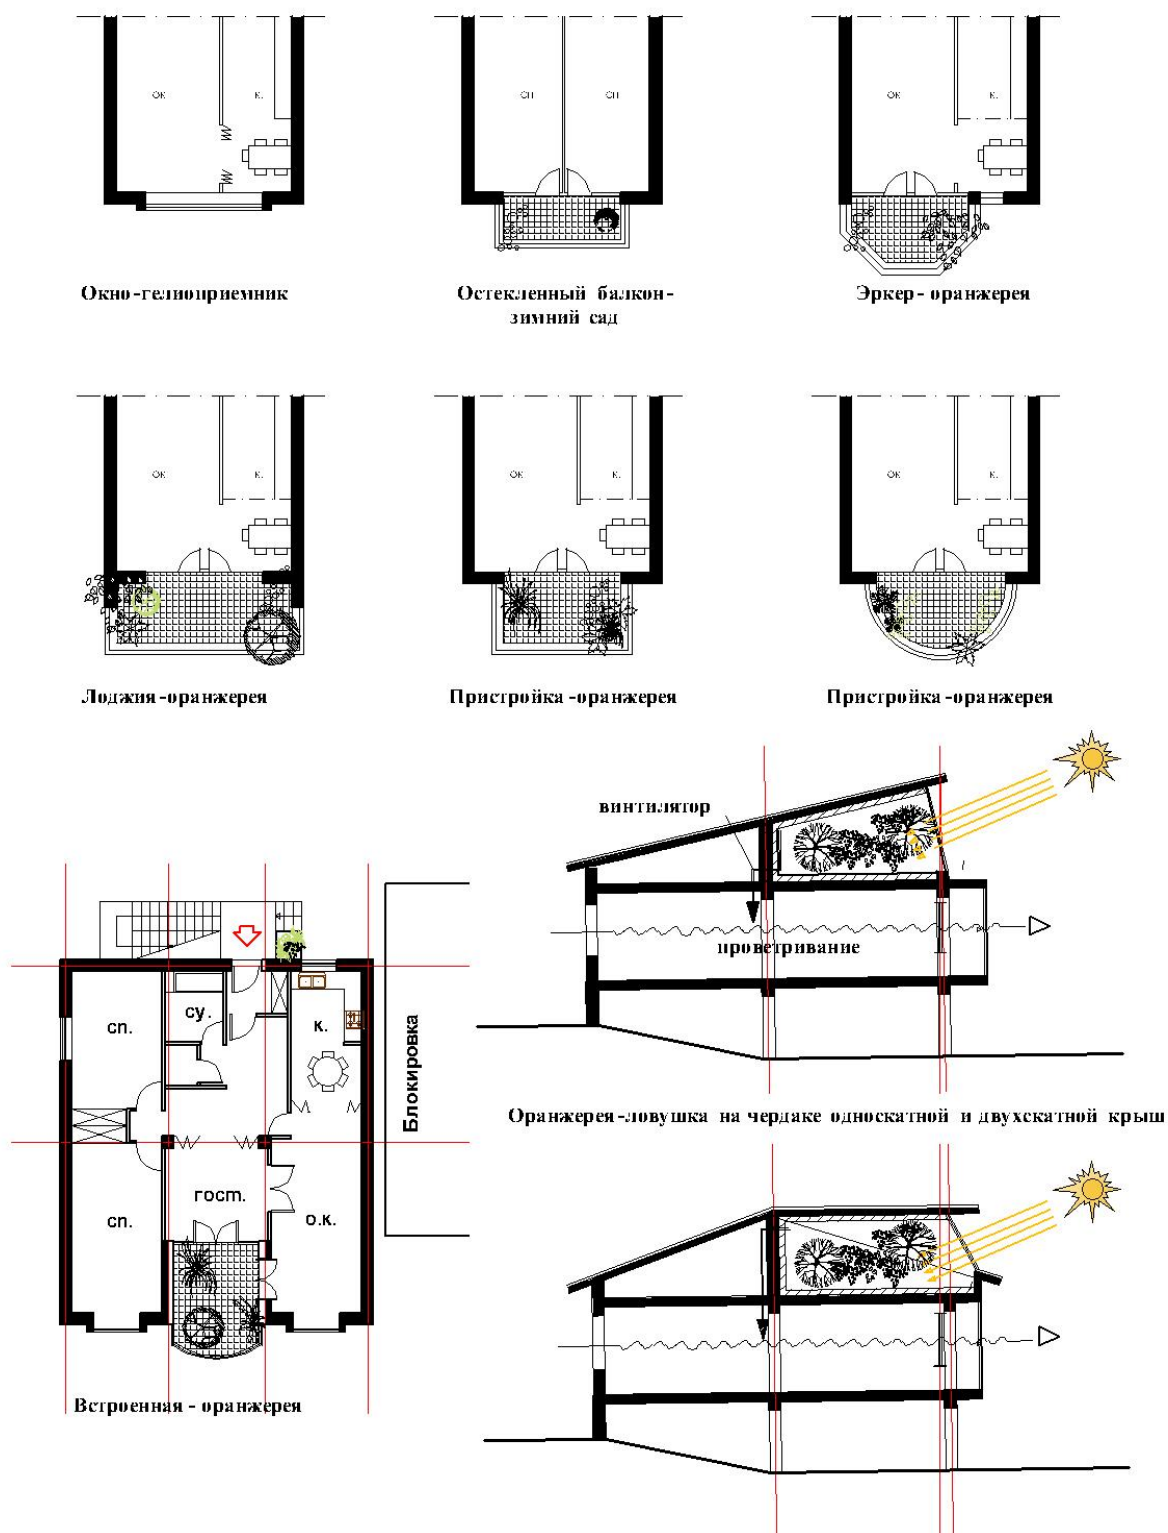 ок к.
сп сп
ок к.
Окно-гелиоприемник
Остекленный балкон-
зимний сад
Эркер- оранжерея
ок к.
ок к.
ок к.
Лоджия-оранжерея
Пристройка-оранжерея
Пристройка-оранжерея
винтилятор
проветривание
Оранжерея-ловушка на чердаке односкатной и двухскатной крыш
сп.
су.
к.
Блокировка
сп.
гост.
о.к.
Встроенная - оранжерея